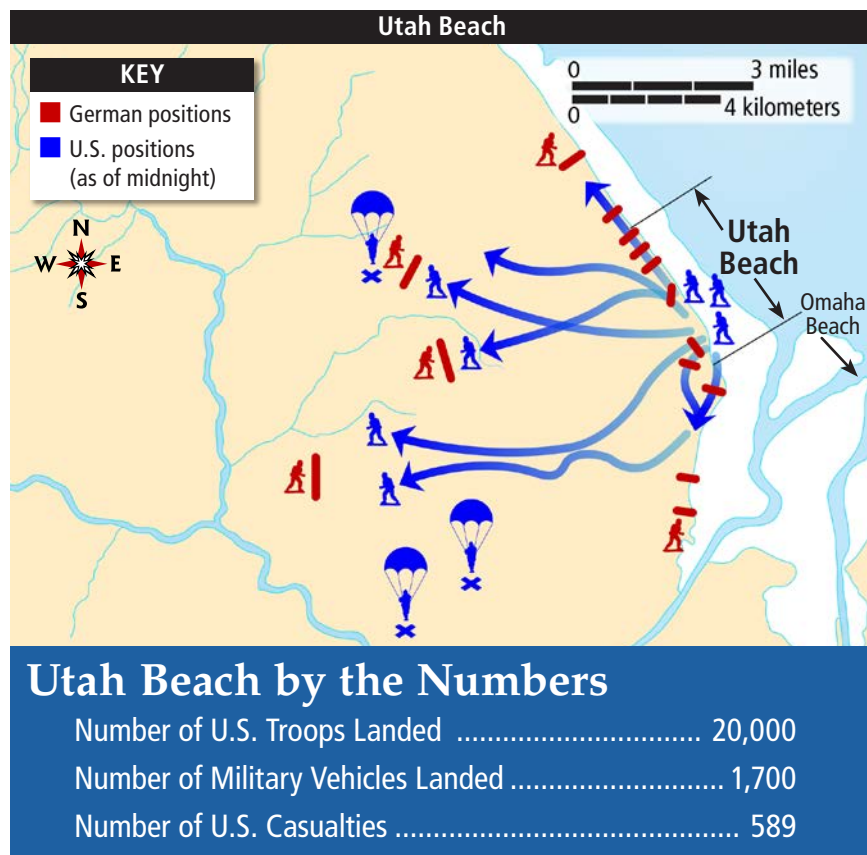 Utah Beach
KEY
German positions
U.S. positions
(as of midnight)
0 3 miles
0 4 kilometers
N
W E
S
Utah
Beach
Omaha
Beach
Utah Beach by the Numbers
Number of U.S. Troops Landed ................................ 20,000
Number of Military Vehicles Landed ............................ 1,700
Number of U.S. Casualties ............................................. 589